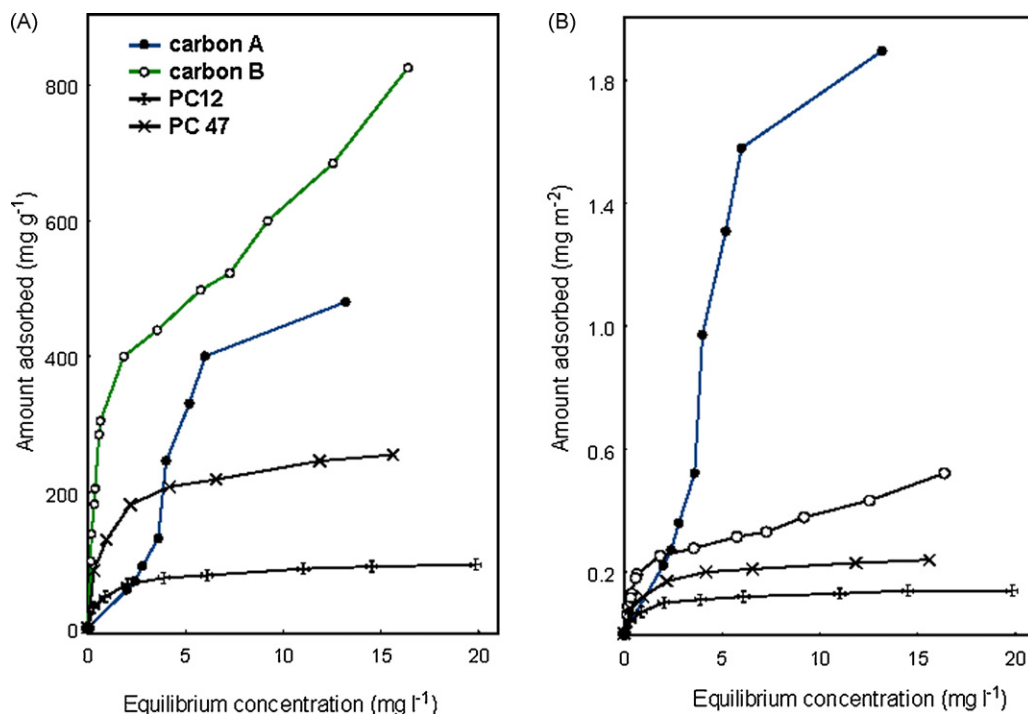 (A)
carbon A
carbon B
PC12
PC 47
800
600
400
200
0
0 5 10 15 20
Amount adsorbed (mg g-1)
Equilibrium concentration (mg l-1)
(B)
1.8
1.4
1.0
0.6
0.2
0 5 10 15 20
Amount adsorbed (mg m-2)
Equilibrium concentration (mg l-1)